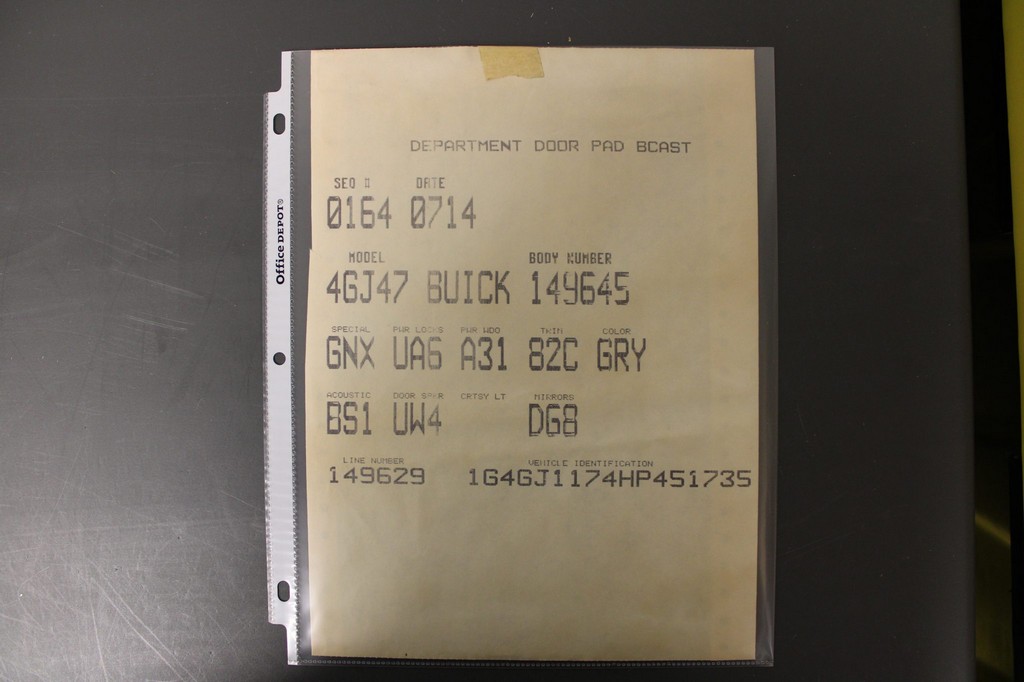 DEPARTMENT DOOR PAD BCAST
SEQ # DATE
0164 0714
MODEL BODY NUMBER
4GJ47 BUICK 149645
SPECIAL PWR LOCKS PWR WDO TRIM COLOR
GNX UA6 A31 82C GRY
ACOUSTIC DOOR SPKR CRTSY LT MIRRORS
BS1 UW4 DG8
LINE NUMBER VEHICLE IDENTIFICATION
149629 1G4GJ1174HP451735
Office DEPOT®